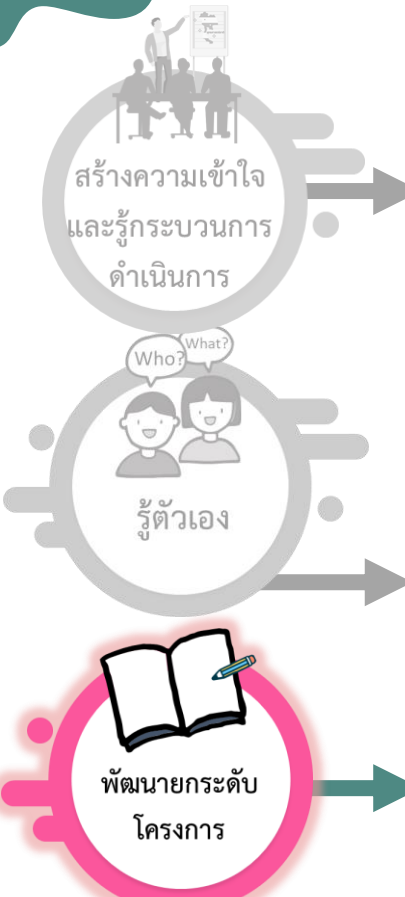 สร้างความเข้าใจ
และรู้กระบวนการ
ดำเนินการ
Who?
What?
รู้ตัวเอง
พัฒนายกระดับ
โครงการ